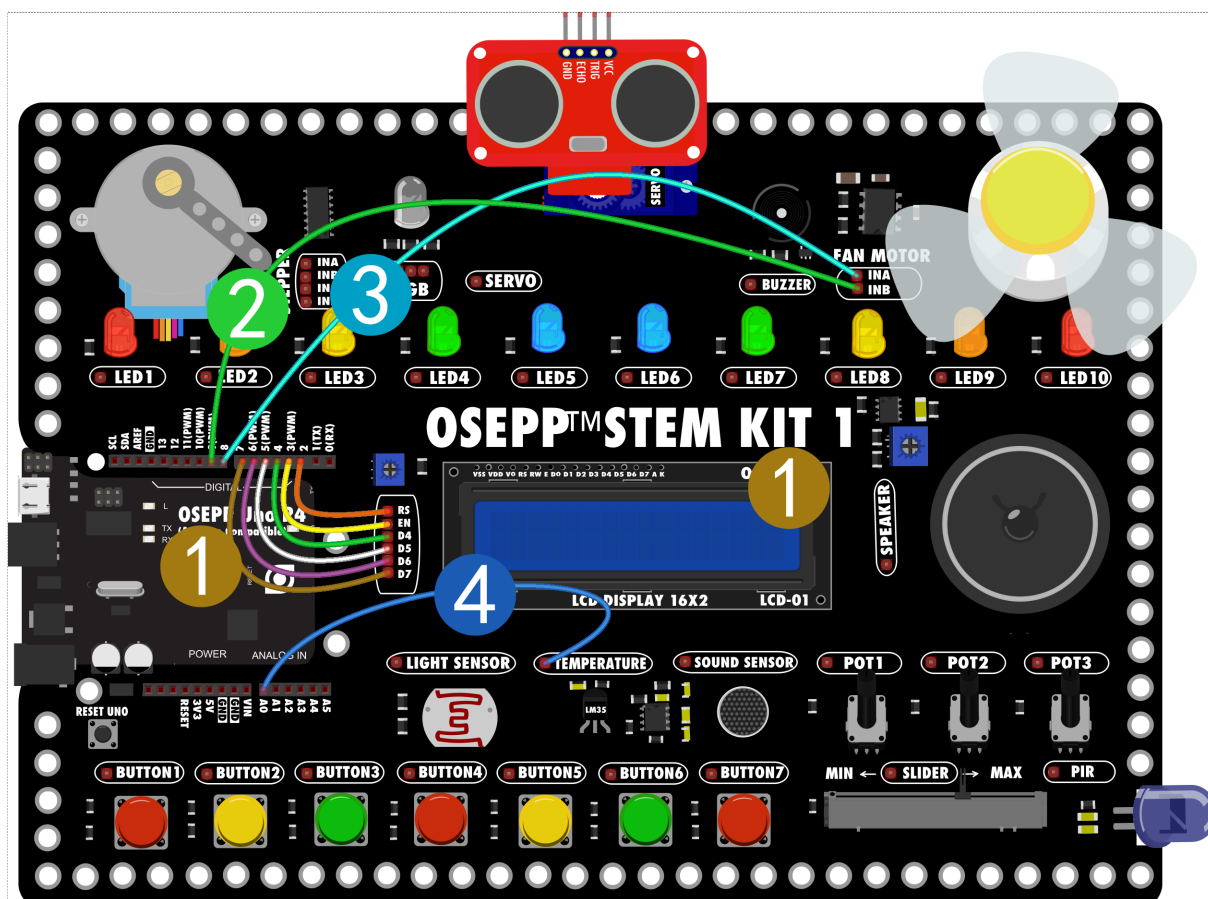 GND
ECHO
TRIG
VCC
SERVO
FAN MOTOR
INA
INB
INA
INB
GB
SERVO
BUZZER
2
3
LED1
LED2
LED3
LED4
LED5
LED6
LED7
LED8
LED9
LED10
OSEPP™STEM KIT 1
SCL
SDA
AREF
GND
13
12
11(PWM)
10(PWM)
8
7
6(PWM)
5(PWM)
4
3(PWM)
2
1(TX)
0(RX)
DIGITAL
L
TX
OSEPP Uno R4
1
RS
EN
D4
D5
D6
D7
VSS VDD VO RS RW E D0 D1 D2 D3 D4 D5 D6 D7 A K
1
SPEAKER
LCD DISPLAY 16X2
LCD-01
4
POWER
ANALOG IN
RESET
3V3
5V
GND
GND
VIN
A0
A1
A2
A3
A4
A5
RESET UNO
LIGHT SENSOR
TEMPERATURE
SOUND SENSOR
POT1
POT2
POT3
LM35
BUTTON1
BUTTON2
BUTTON3
BUTTON4
BUTTON5
BUTTON6
BUTTON7
MIN ← SLIDER → MAX
PIR